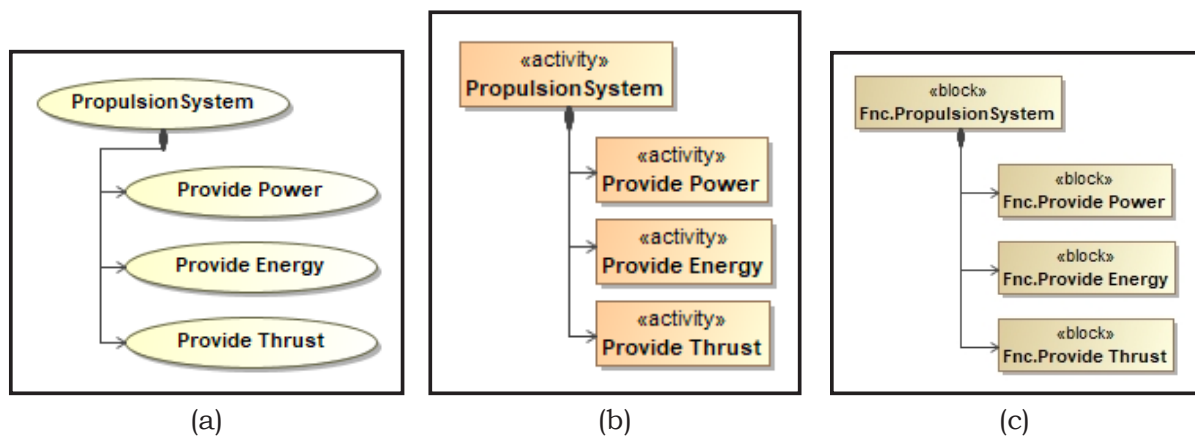 PropulsionSystem
Provide Power
Provide Energy
Provide Thrust
(a)
«activity»
PropulsionSystem
«activity»
Provide Power
«activity»
Provide Energy
«activity»
Provide Thrust
(b)
«block»
Fnc.PropulsionSystem
«block»
Fnc.Provide Power
«block»
Fnc.Provide Energy
«block»
Fnc.Provide Thrust
(c)